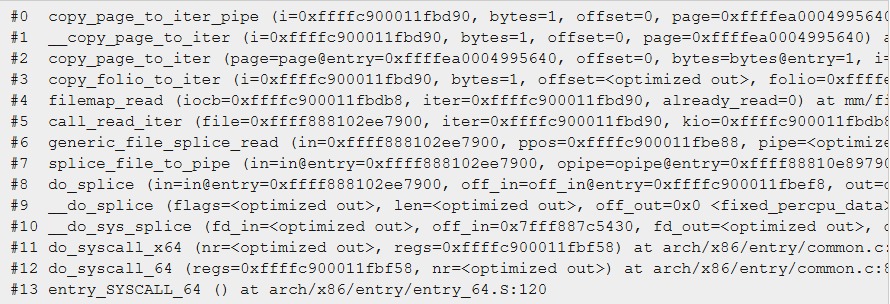 #0  copy_page_to_iter_pipe (i=0xffffc900011fbd90, bytes=1, offset=0, page=0xffffea0004995640
#1  __copy_page_to_iter (i=0xffffc900011fbd90, bytes=1, offset=0, page=0xffffea0004995640) a
#2  copy_page_to_iter (page=page@entry=0xffffea0004995640, offset=0, bytes=bytes@entry=1, i=
#3  copy_folio_to_iter (i=0xffffc900011fbd90, bytes=1, offset=<optimized out>, folio=0xffffe
#4  filemap_read (iocb=0xffffc900011fbdb8, iter=0xffffc900011fbd90, already_read=0) at mm/fi
#5  call_read_iter (file=0xffff888102ee7900, iter=0xffffc900011fbd90, kio=0xffffc900011fbdb8
#6  generic_file_splice_read (in=0xffff888102ee7900, ppos=0xffffc900011fbe88, pipe=<optimize
#7  splice_file_to_pipe (in=in@entry=0xffff888102ee7900, opipe=opipe@entry=0xffff88810e89790
#8  do_splice (in=in@entry=0xffff888102ee7900, off_in=off_in@entry=0xffffc900011fbef8, out=o
#9  __do_splice (flags=<optimized out>, len=<optimized out>, off_out=0x0 <fixed_percpu_data>
#10 __do_sys_splice (fd_in=<optimized out>, off_in=0x7fff887c5430, fd_out=<optimized out>, o
#11 do_syscall_x64 (nr=<optimized out>, regs=0xffffc900011fbf58) at arch/x86/entry/common.c:
#12 do_syscall_64 (regs=0xffffc900011fbf58, nr=<optimized out>) at arch/x86/entry/common.c:8
#13 entry_SYSCALL_64 () at arch/x86/entry/entry_64.S:120